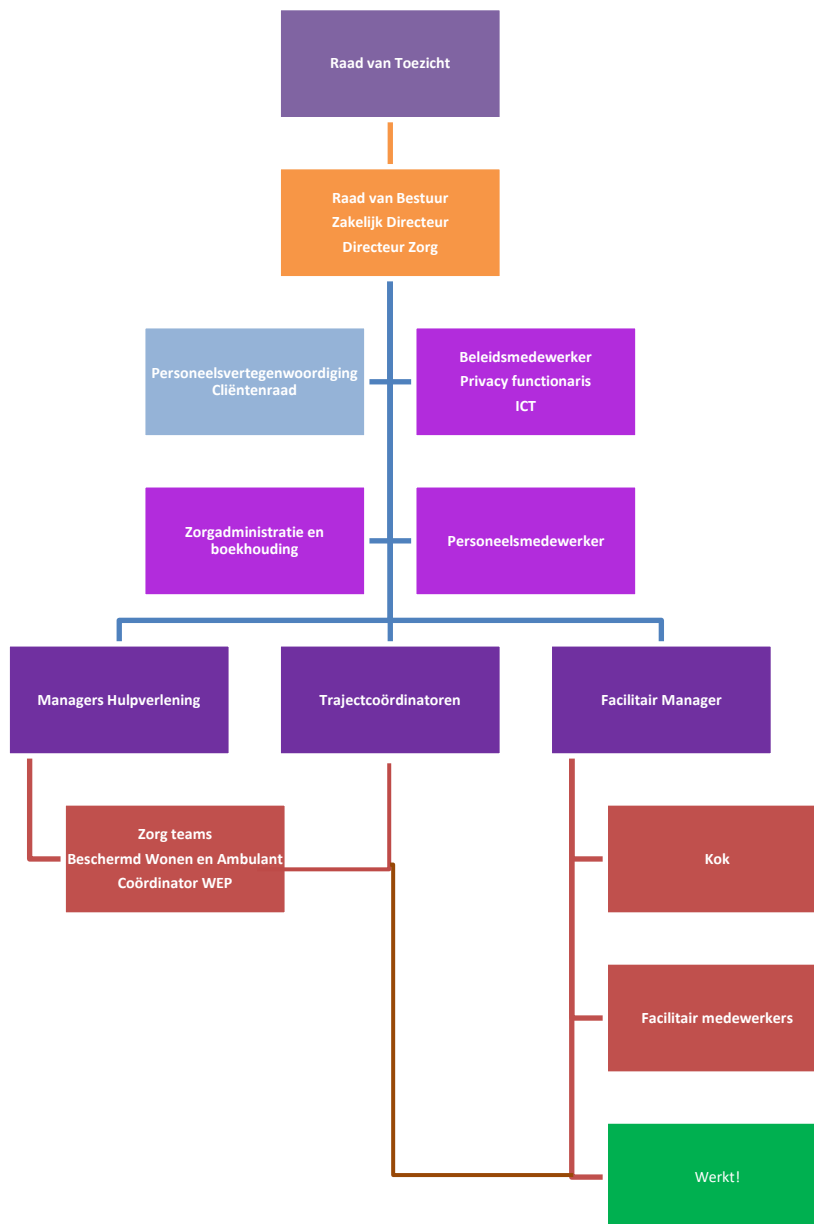 Raad van Toezicht
Raad van Bestuur
Zakelijk Directeur
Directeur Zorg
Personeelsvertegenwoordiging
Cliëntenraad
Beleidsmedewerker
Privacy functionaris
ICT
Zorgadministratie en
boekhouding
Personeelsmedewerker
Managers Hulpverlening
Trajectcoördinatoren
Facilitair Manager
Zorg teams
Beschermd Wonen en Ambulant
Coördinator WEP
Kok
Facilitair medewerkers
Werkt!